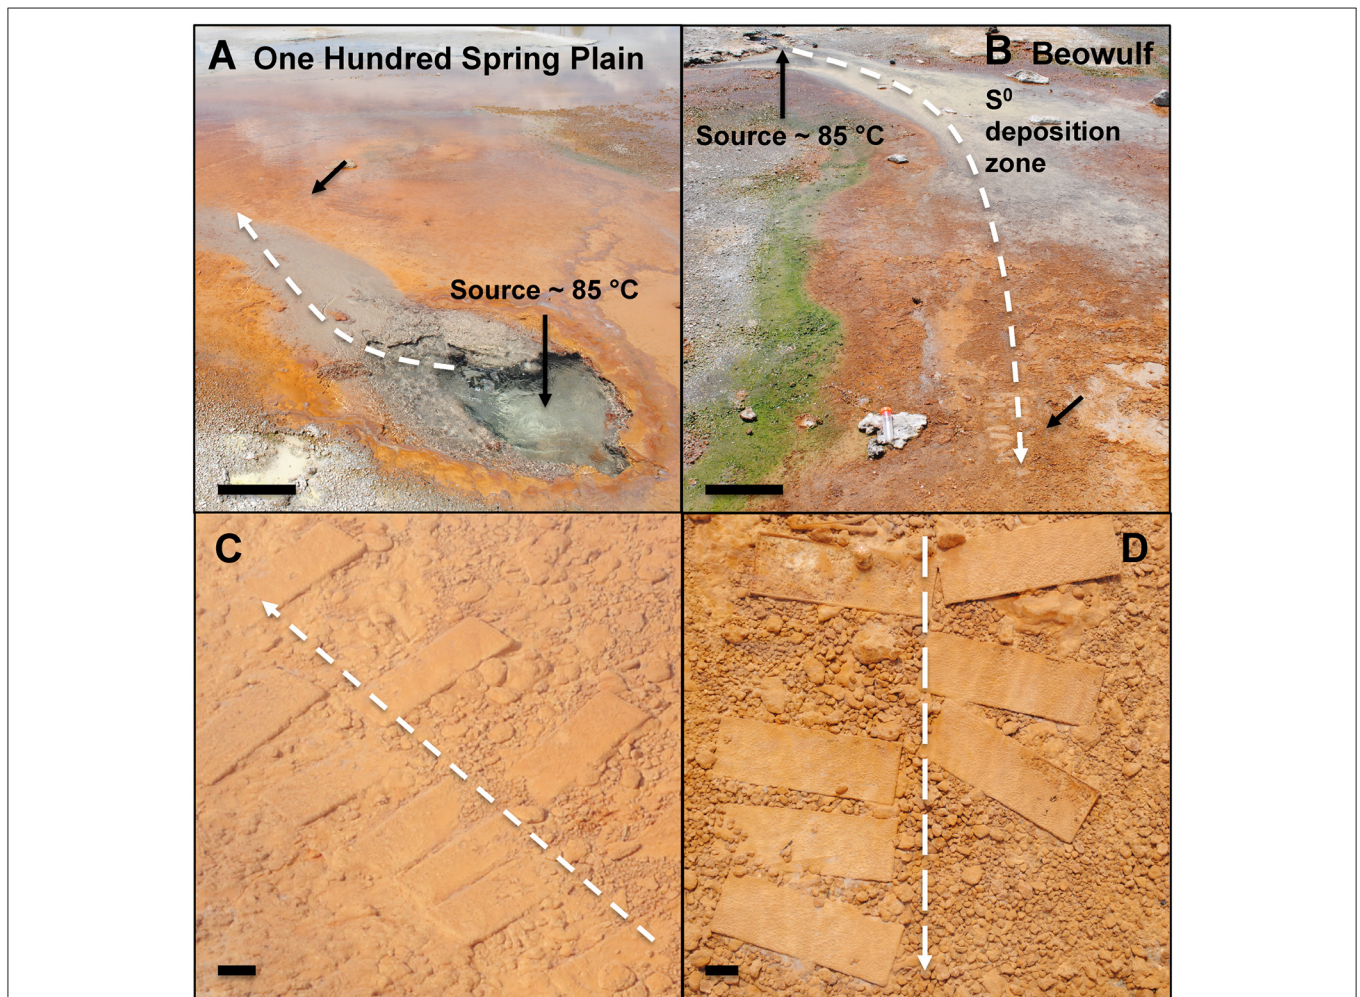 A One Hundred Spring Plain
Source ~ 85 °C
B Beowulf
S⁰
deposition
zone
Source ~ 85 °C
C
D